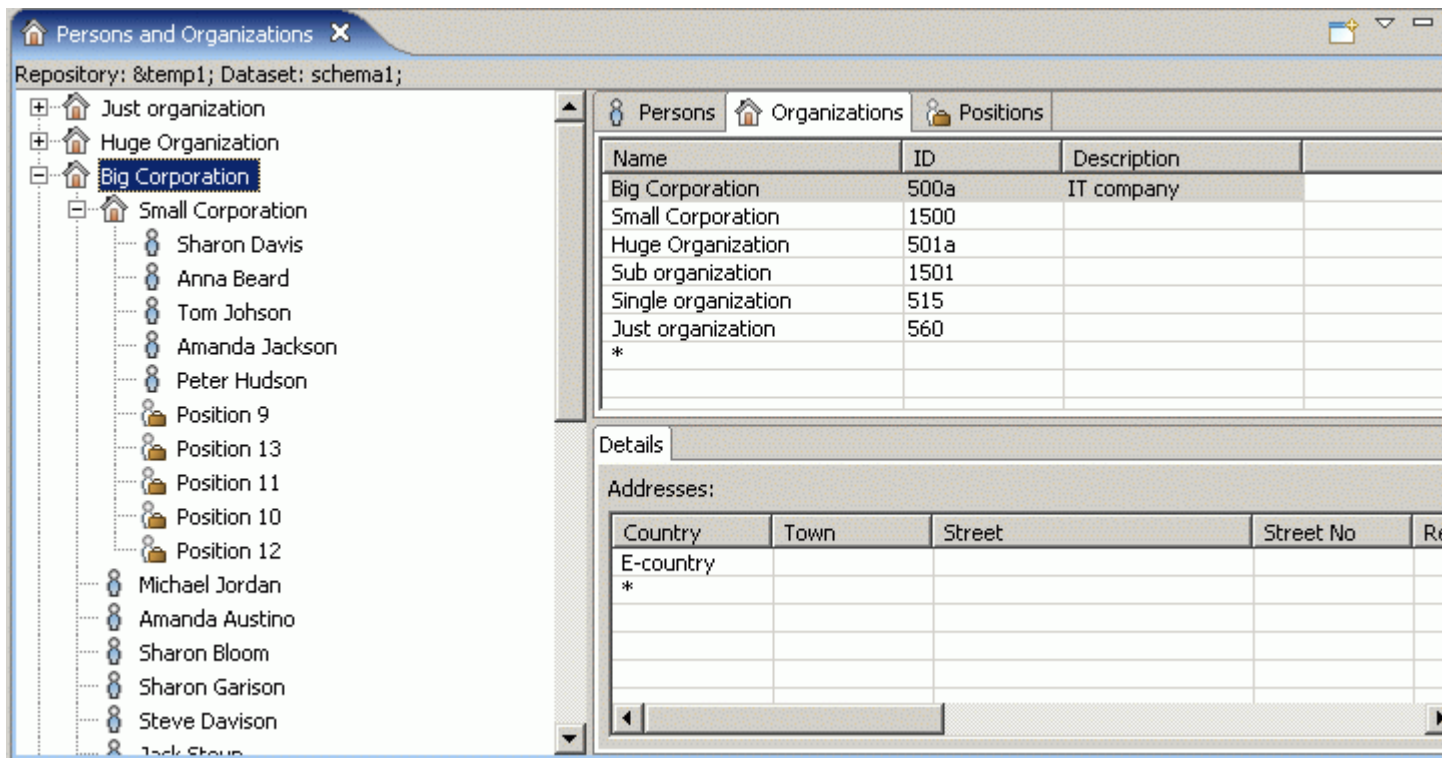 Persons and Organizations
Repository: &temp1; Dataset: schema1;
Just organization
Huge Organization
Big Corporation
Small Corporation
Sharon Davis
Anna Beard
Tom Johson
Amanda Jackson
Peter Hudson
Position 9
Position 13
Position 11
Position 10
Position 12
Michael Jordan
Amanda Austino
Sharon Bloom
Sharon Garison
Steve Davison
Jack
Persons Organizations Positions
Name ID Description
Big Corporation 500a IT company
Small Corporation 1500
Huge Organization 501a
Sub organization 1501
Single organization 515
Just organization 560
*
Details
Addresses:
Country Town Street Street No
E-country
*